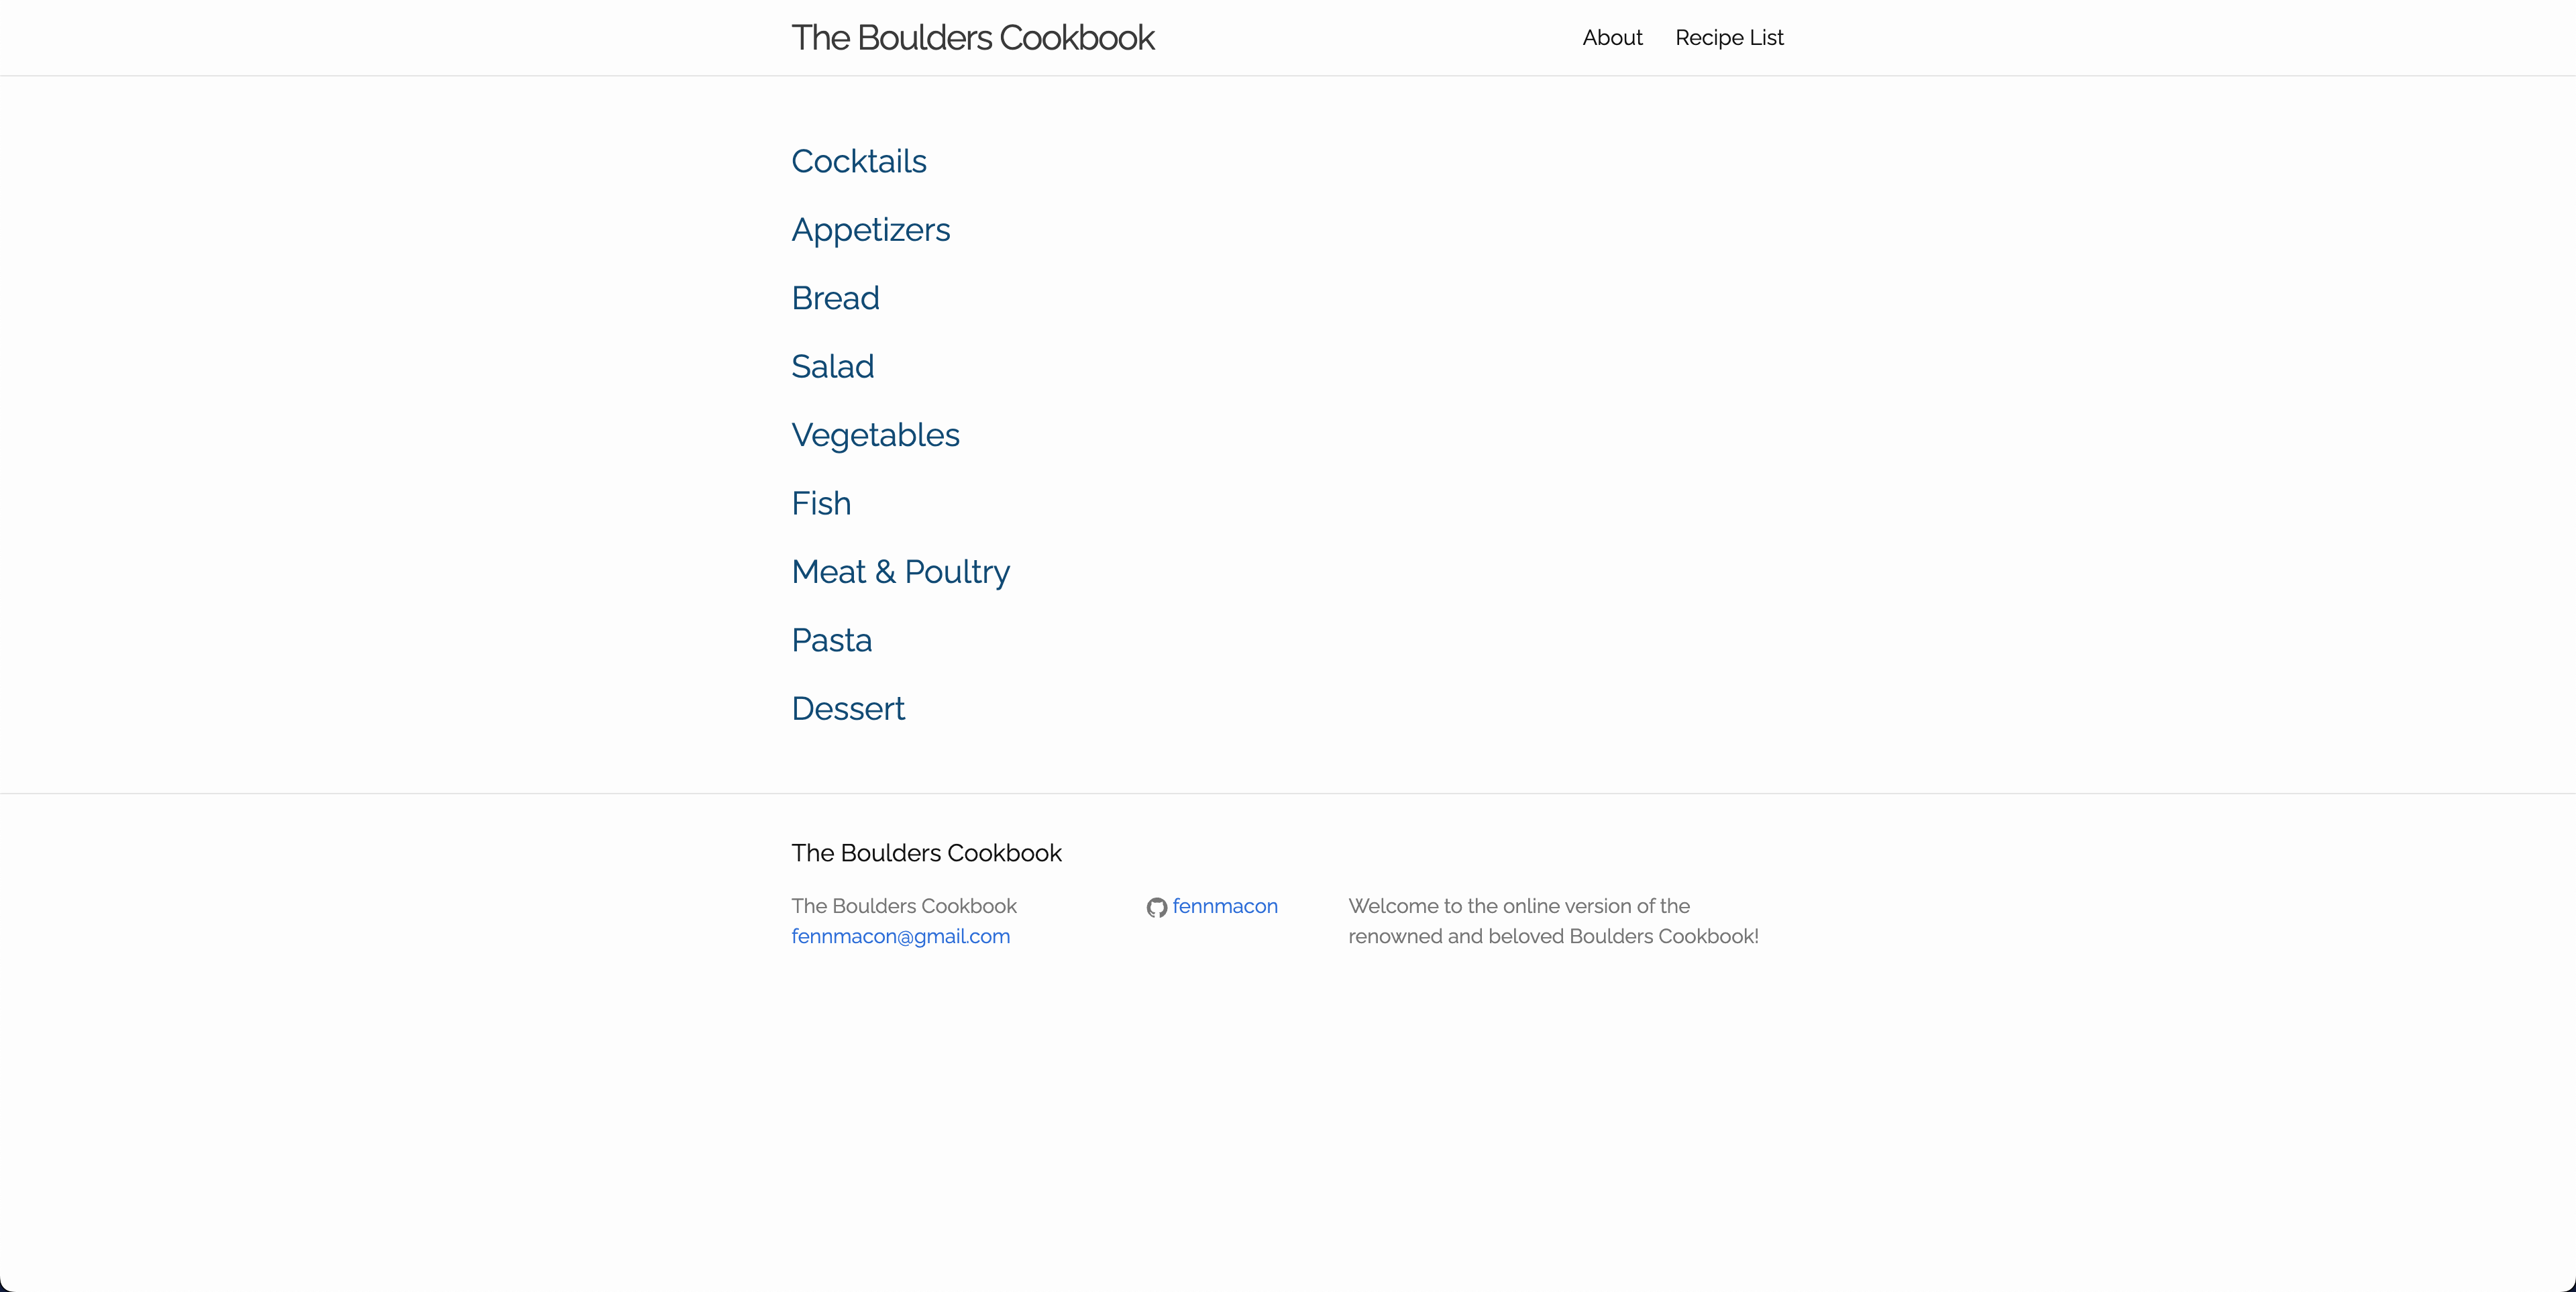 The Boulders Cookbook
About Recipe List
Cocktails
Appetizers
Bread
Salad
Vegetables
Fish
Meat & Poultry
Pasta
Dessert
The Boulders Cookbook
The Boulders Cookbook
fennmacon@gmail.com
fennmacon
Welcome to the online version of the
renowned and beloved Boulders Cookbook!